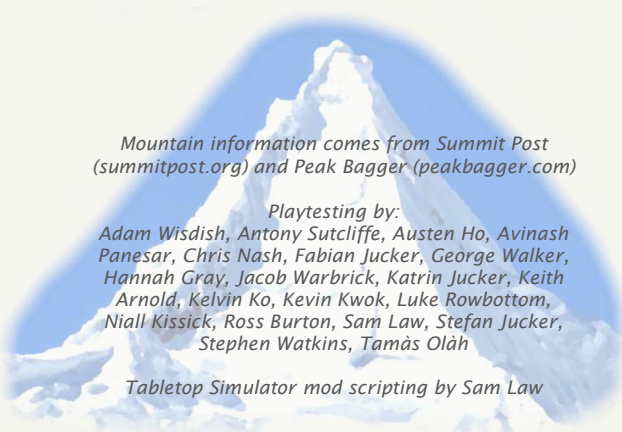 Mountain information comes from Summit Post
(summitpost.org) and Peak Bagger (peakbagger.com)
Playtesting by:
Adam Wisdish, Antony Sutcliffe, Austen Ho, Avinash
Panesar, Chris Nash, Fabian Jucker, George Walker,
Hannah Gray, Jacob Warbrick, Katrin Jucker, Keith
Arnold, Kelvin Ko, Kevin Kwok, Luke Rowbottom,
Niall Kissick, Ross Burton, Sam Law, Stefan Jucker,
Stephen Watkins, Tamàs Olàh
Tabletop Simulator mod scripting by Sam Law